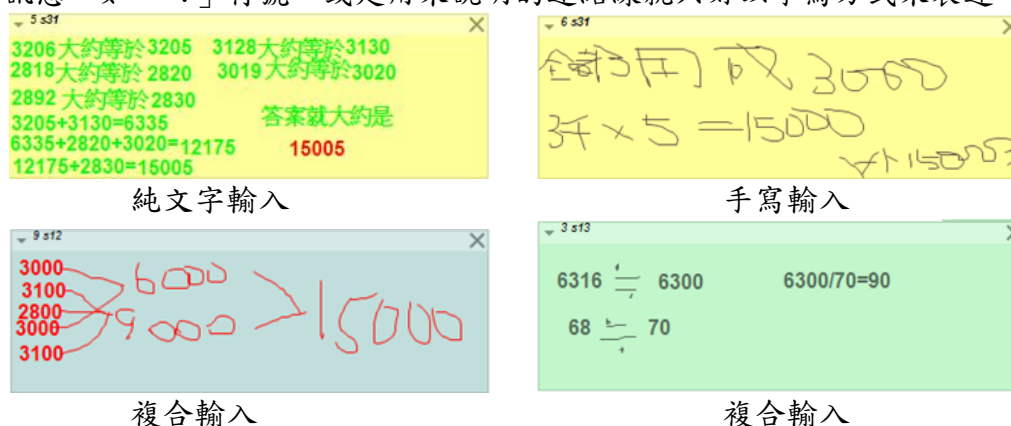 5 s31
3206大約等於3205 3128大約等於3130
2818大約等於 2820 3019大約等於3020
2892 大約等於2830
3205+3130=6335
答案就大約是
6335+2820+3020=12175
15005
12175+2830=15005
純文字輸入
6 s31
3000
×5=15000
手寫輸入
9 s12
3000
3100
2800
3000
3100
6000
9000
15000
複合輸入
3 s13
6316 ≒ 6300 6300/70=90
68 ≒ 70
複合輸入